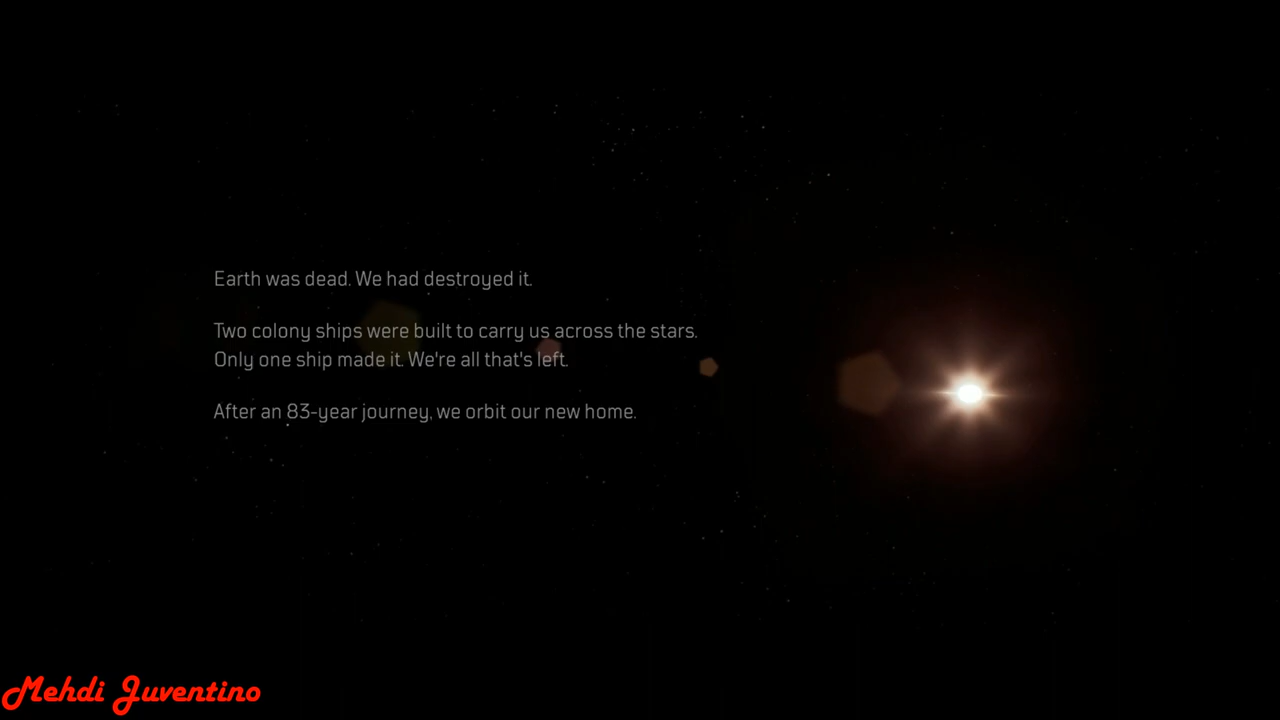 Earth was dead. We had destroyed it.
Two colony ships were built to carry us across the stars.
Only one ship made it. We're all that's left.
After an 83-year journey, we orbit our new home.
Mehdi Juventino